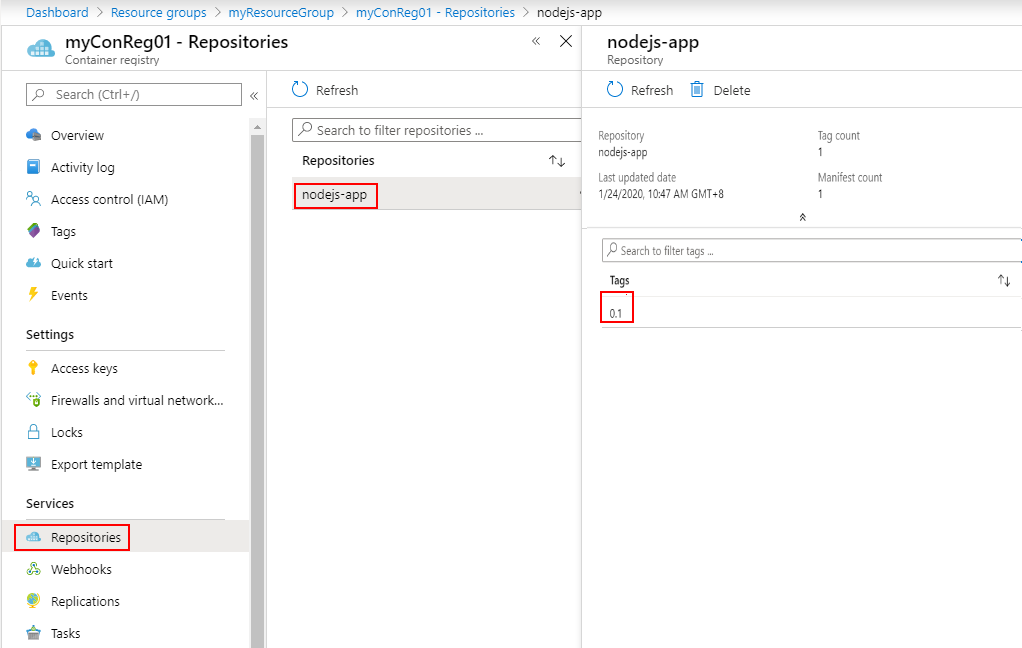 Dashboard > Resource groups > myResourceGroup > myConReg01 - Repositories > nodejs-app
myConReg01 - Repositories
Container registry
Search (Ctrl+/)
Overview
Activity log
Access control (IAM)
Tags
Quick start
Events
Settings
Access keys
Firewalls and virtual network...
Locks
Export template
Services
Repositories
Webhooks
Replications
Tasks
Refresh
Search to filter repositories ...
Repositories
nodejs-app
nodejs-app
Repository
Refresh Delete
Repository Tag count
nodejs-app 1
Last updated date Manifest count
1/24/2020, 10:47 AM GMT+8 1
Search to filter tags ...
Tags
0.1